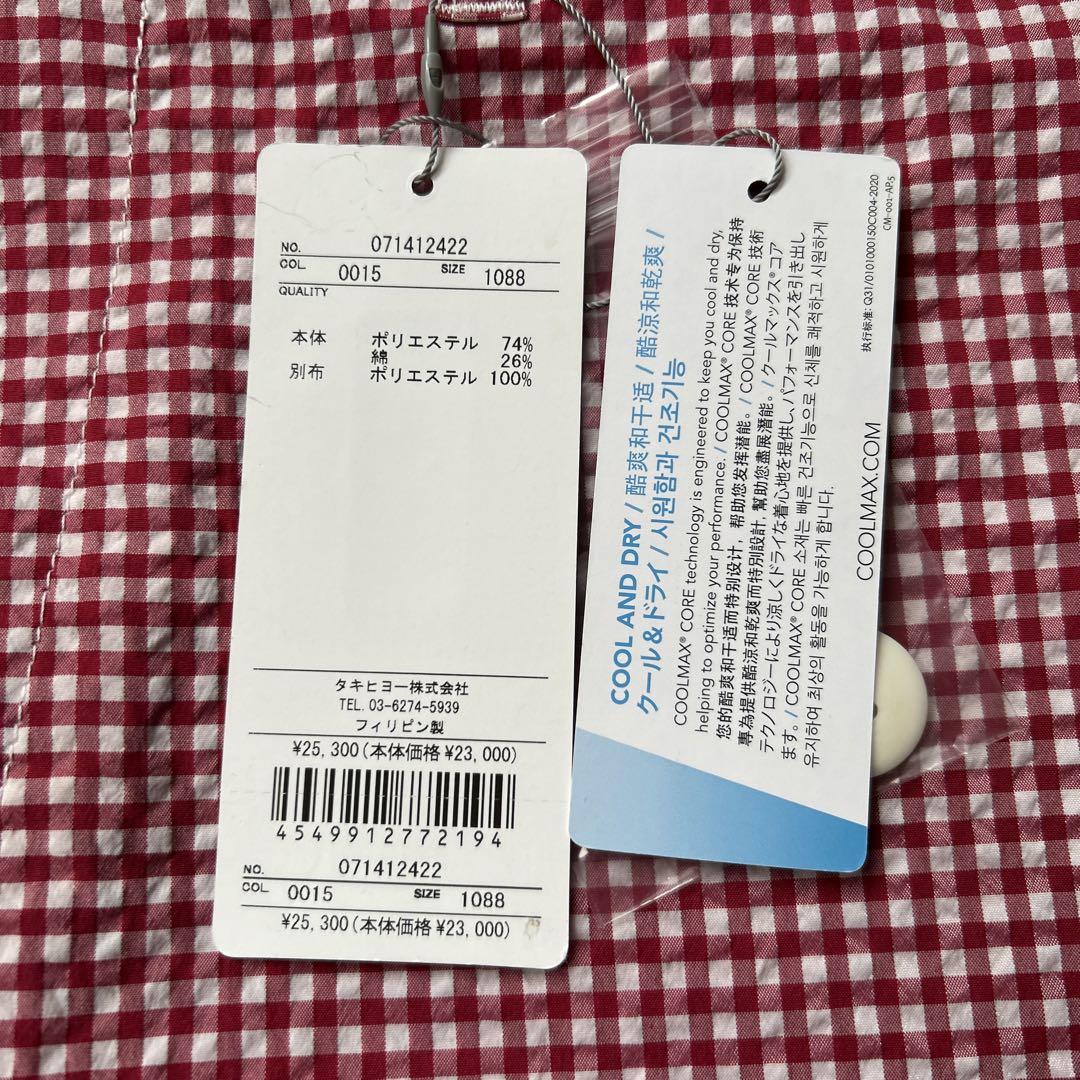 NO. 071412422
COL. 0015 SIZE 1088
QUALITY
本体 ポリエステル 74%
綿 26%
別布 ポリエステル 100%
タキヒヨー株式会社
TEL. 03-6274-5939
フィリピン製
¥25,300(本体価格¥23,000)
4549912772194
NO. 071412422
COL 0015 SIZE 1088
¥25,300(本体価格¥23,000)
COOL AND DRY / 酷爽和干适 / 酷涼和乾爽 /
クール&ドライ / 시원함과 건조기능
COOLMAX® CORE technology is engineered to keep you cool and dry,
helping to optimize your performance. / COOLMAX® CORE 技术专为保持
您的酷爽和干适而特别设计, 帮助您发挥潜能。 / COOLMAX® CORE 技術
專為提供酷涼和乾爽而特別設計, 幫助您盡展潛能。 / クールマックス® コア
テクノロジーにより涼しくドライな着心地を提供し、パフォーマンスを引き出し
ます。 / COOLMAX® CORE 소재는 빠른 건조기능으로 신체를 쾌적하고 시원하게
유지하여 최상의 활동을 가능하게 합니다.
COOLMAX.COM
执行标准: Q31/0101000150C004-2020
CM-001-AP.5